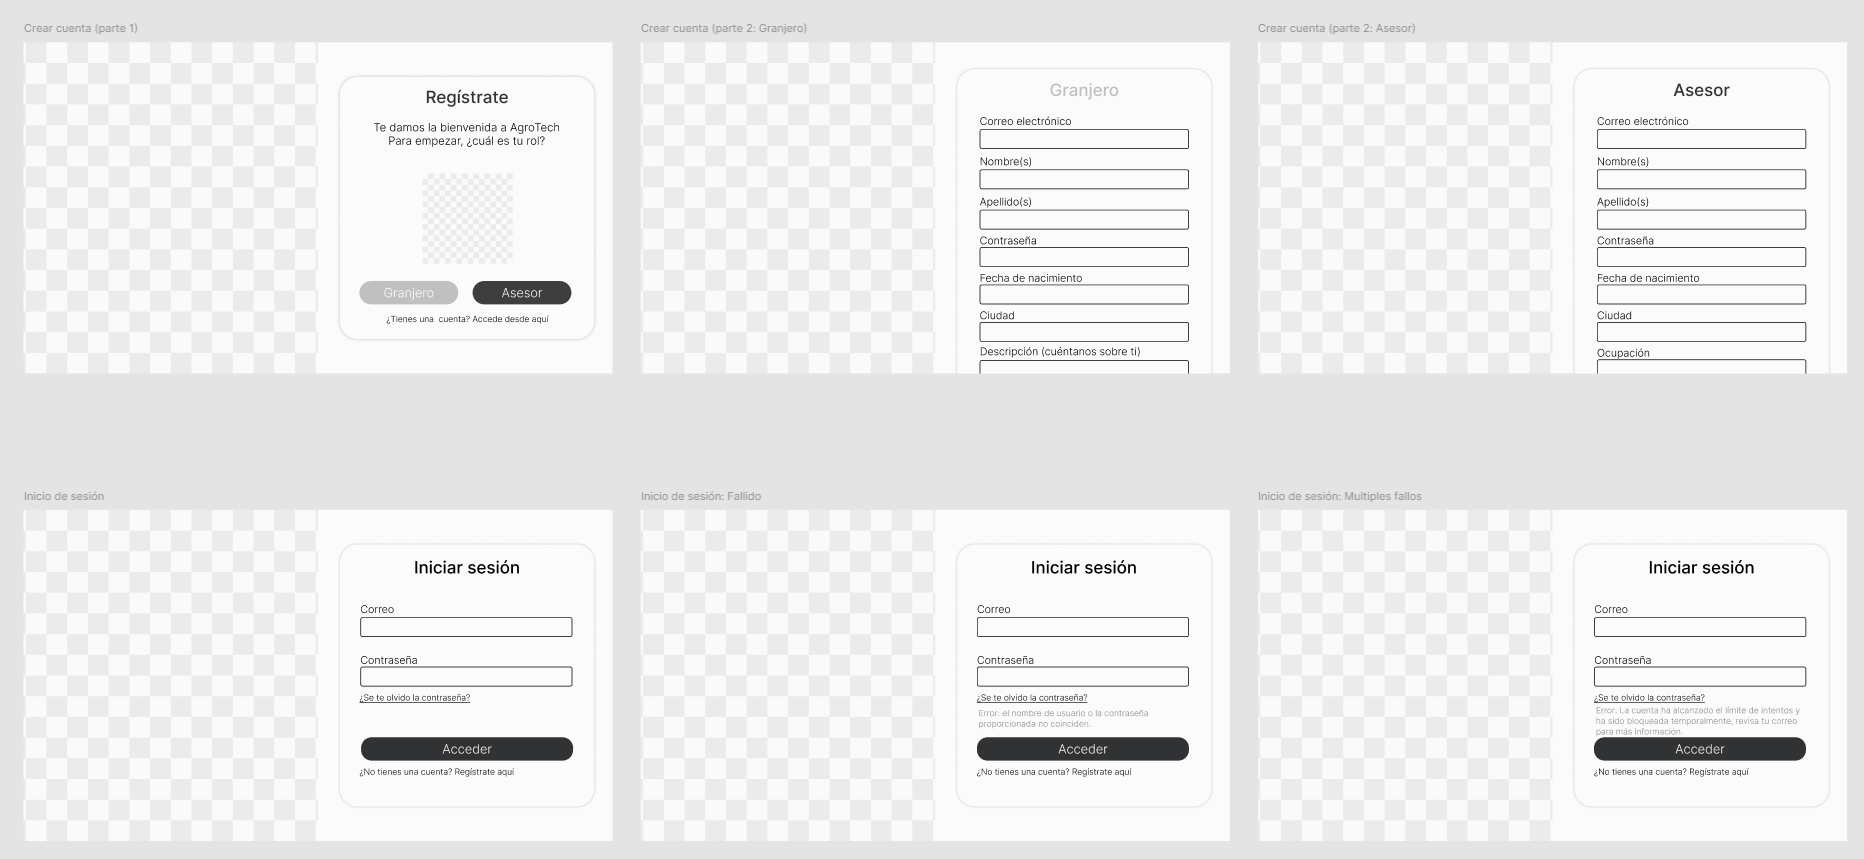 Crear cuenta (parte 1)
Regístrate
Te damos la bienvenida a AgroTech
Para empezar, ¿cuál es tu rol?
Granjero
Asesor
¿Tienes una  cuenta? Accede desde aquí
Crear cuenta (parte 2: Granjero)
Granjero
Correo electrónico
Nombre(s)
Apellido(s)
Contraseña
Fecha de nacimiento
Ciudad
Descripción (cuéntanos sobre ti)
Crear cuenta (parte 2: Asesor)
Asesor
Correo electrónico
Nombre(s)
Apellido(s)
Contraseña
Fecha de nacimiento
Ciudad
Ocupación
Inicio de sesión
Iniciar sesión
Correo
Contraseña
¿Se te olvido la contraseña?
Acceder
¿No tienes una cuenta? Regístrate aquí
Inicio de sesión: Fallido
Iniciar sesión
Correo
Contraseña
¿Se te olvido la contraseña?
Error: el nombre de usuario o la contraseña
proporcionada no coinciden.
Acceder
¿No tienes una cuenta? Regístrate aquí
Inicio de sesión: Multiples fallos
Iniciar sesión
Correo
Contraseña
¿Se te olvido la contraseña?
Error: La cuenta ha alcanzado el límite de intentos y
ha sido bloqueada temporalmente, revisa tu correo
para más información.
Acceder
¿No tienes una cuenta? Regístrate aquí